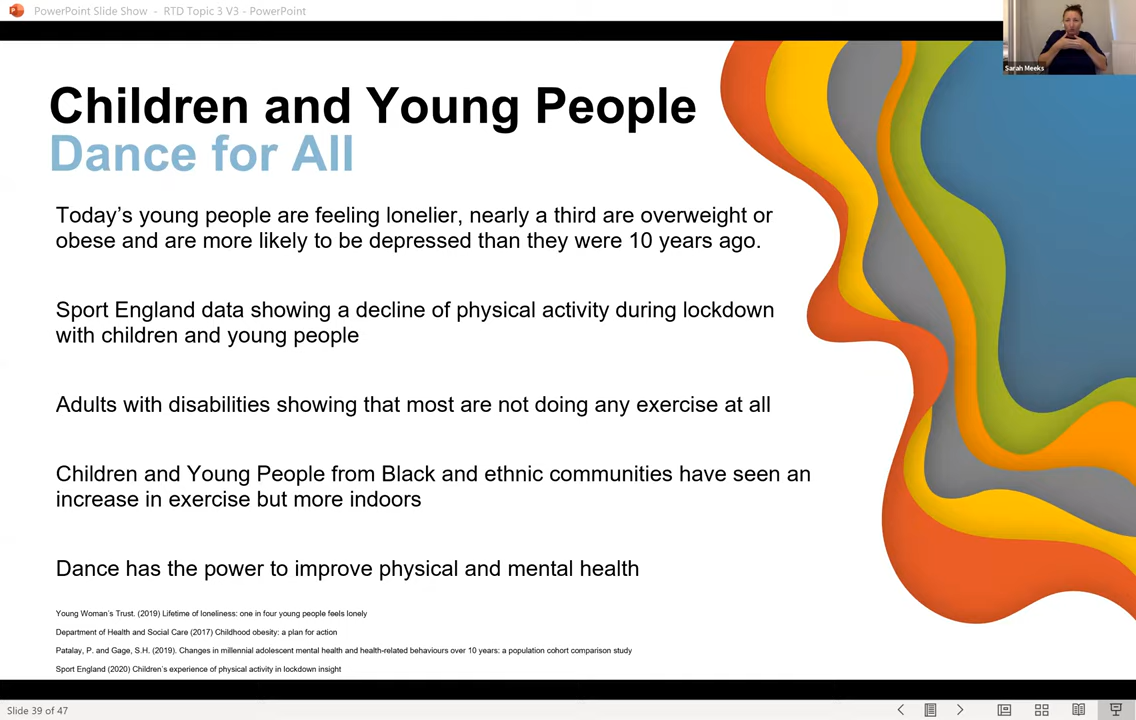 PowerPoint Slide Show - RTD Topic 3 V3 - PowerPoint
Sarah Meeks
Children and Young People
Dance for All
Today’s young people are feeling lonelier, nearly a third are overweight or
obese and are more likely to be depressed than they were 10 years ago.
Sport England data showing a decline of physical activity during lockdown
with children and young people
Adults with disabilities showing that most are not doing any exercise at all
Children and Young People from Black and ethnic communities have seen an
increase in exercise but more indoors
Dance has the power to improve physical and mental health
Young Woman’s Trust. (2019) Lifetime of loneliness: one in four young people feels lonely
Department of Health and Social Care (2017) Childhood obesity: a plan for action
Patalay, P. and Gage, S.H. (2019). Changes in millennial adolescent mental health and health-related behaviours over 10 years: a population cohort comparison study
Sport England (2020) Children’s experience of physical activity in lockdown insight
Slide 39 of 47